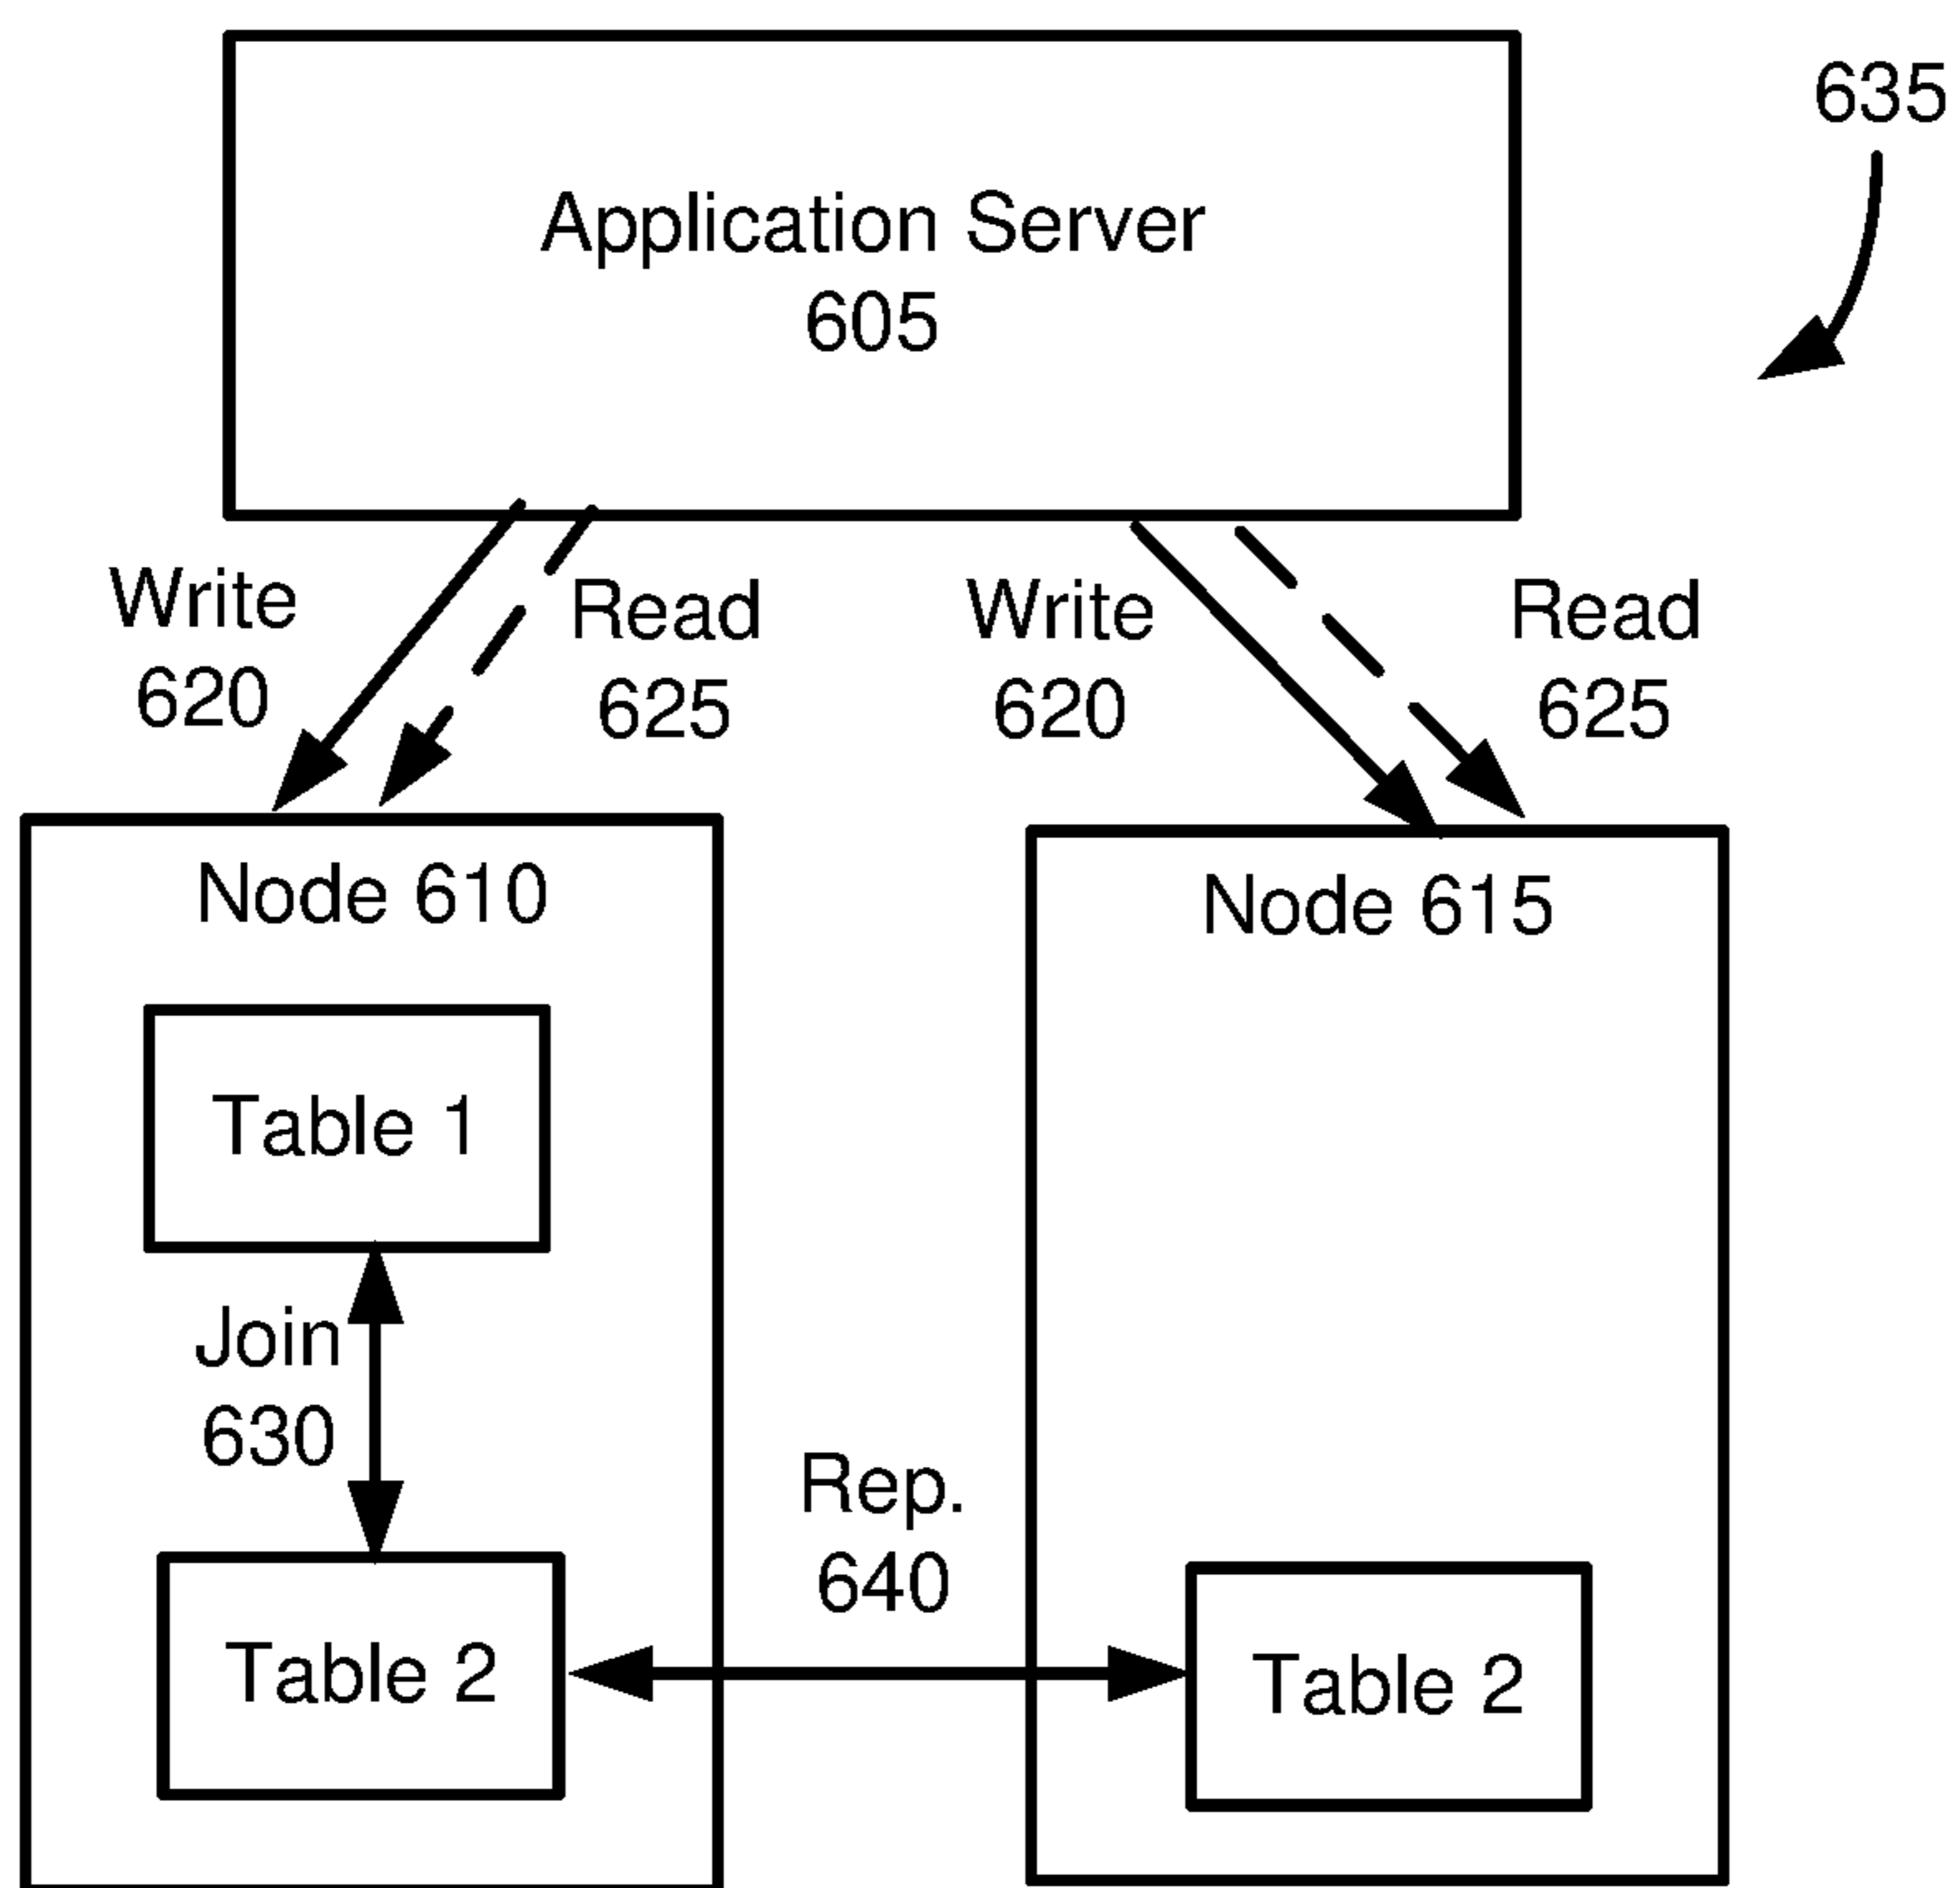 635
Application Server
605
Write
620
Read
625
Write
620
Read
625
Node 610
Node 615
Table 1
Join
630
Rep.
640
Table 2
Table 2